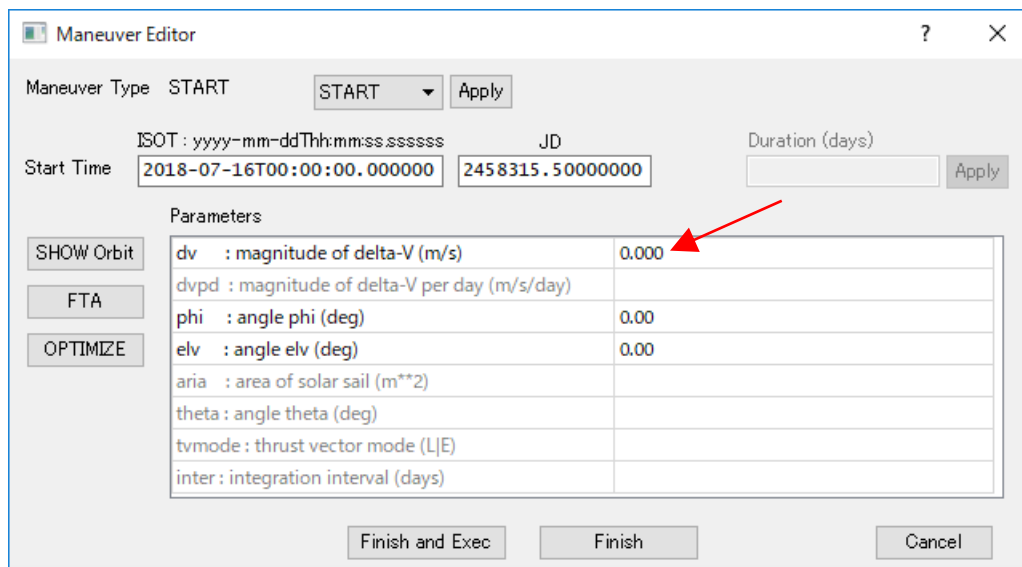 Maneuver Editor ? ×
Maneuver Type START START Apply
ISOT : yyyy-mm-ddThh:mm:ss.ssssss JD Duration (days)
Start Time 2018-07-16T00:00:00.000000 2458315.50000000 Apply
Parameters
SHOW Orbit
FTA
OPTIMIZE
dv : magnitude of delta-V (m/s) 0.000
dvpd : magnitude of delta-V per day (m/s/day)
phi : angle phi (deg) 0.00
elv : angle elv (deg) 0.00
aria : area of solar sail (m**2)
theta : angle theta (deg)
tvmode : thrust vector mode (L|E)
inter : integration interval (days)
Finish and Exec Finish Cancel